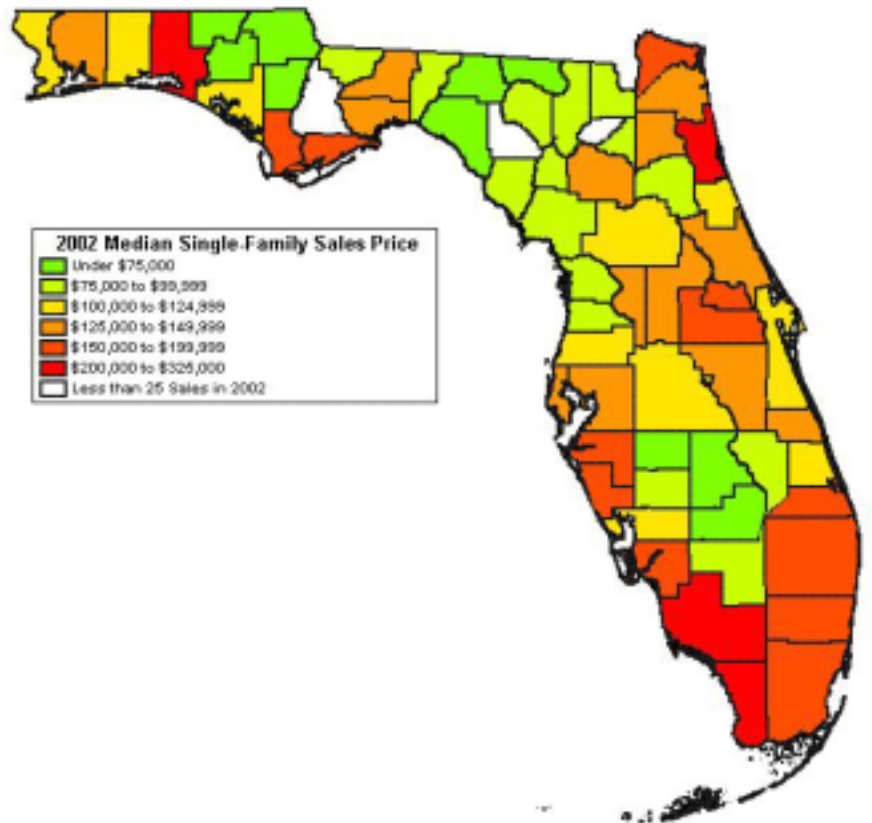 2002 Median Single-Family Sales Price
Under $75,000
$75,000 to $99,999
$100,000 to $124,999
$125,000 to $149,999
$150,000 to $199,999
$200,000 to $325,000
Less than 25 Sales in 2002